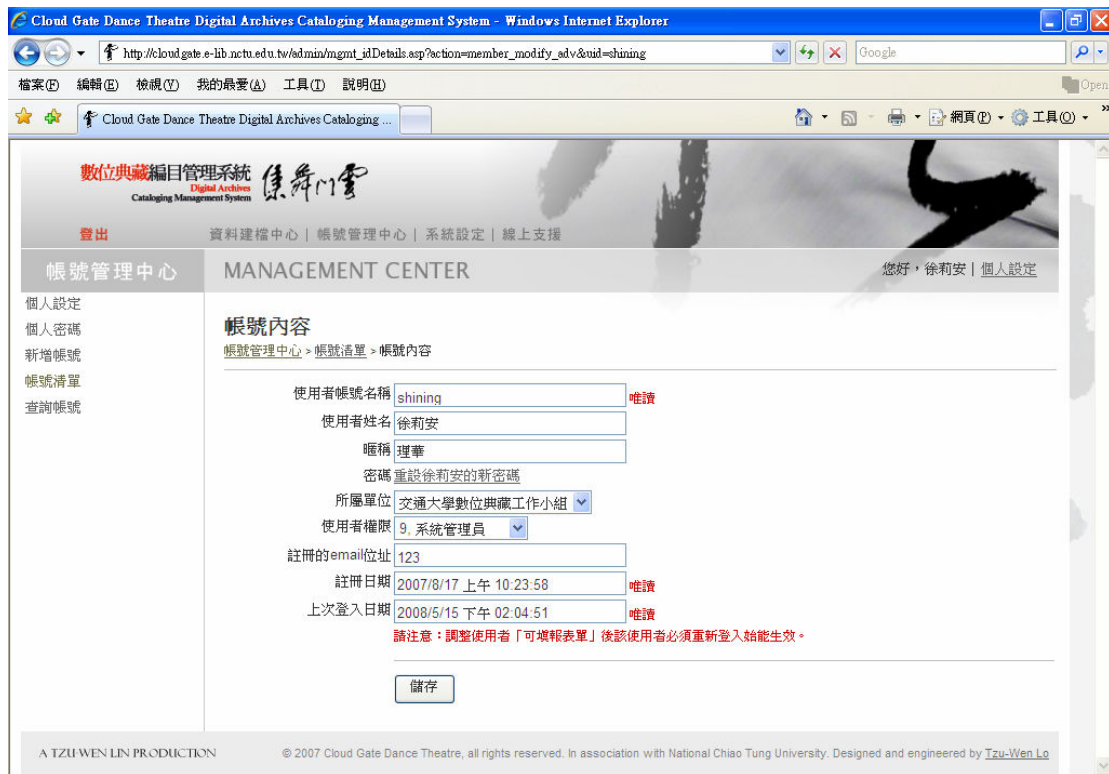 Cloud Gate Dance Theatre Digital Archives Cataloging Management System - Windows Internet Explorer
http://cloudgate.e-lib.nctu.edu.tw/admin/mgmt_idDetails.asp?action=member_modify_adv&uid=shining
Google
檔案(F) 編輯(E) 檢視(V) 我的最愛(A) 工具(T) 說明(H)
Open
Cloud Gate Dance Theatre Digital Archives Cataloging ...
網頁(P) 工具(O) »
數位典藏編目管理系統
Digital Archives
Cataloging Management System
集舞門雲
登出
資料建檔中心 | 帳號管理中心 | 系統設定 | 線上支援
帳號管理中心
MANAGEMENT CENTER
您好，徐莉安 | 個人設定
個人設定
個人密碼
新增帳號
帳號清單
查詢帳號
帳號內容
帳號管理中心 > 帳號清單 > 帳號內容
使用者帳號名稱 shining 唯讀
使用者姓名 徐莉安
暱稱 理華
密碼 重設徐莉安的新密碼
所屬單位 交通大學數位典藏工作小組
使用者權限 9, 系統管理員
註冊的email位址 123
註冊日期 2007/8/17 上午 10:23:58 唯讀
上次登入日期 2008/5/15 下午 02:04:51 唯讀
請注意：調整使用者「可填報表單」後該使用者必須重新登入始能生效。
儲存
A TZU-WEN LIN PRODUCTION
© 2007 Cloud Gate Dance Theatre, all rights reserved. In association with National Chiao Tung University. Designed and engineered by Tzu-Wen Lo